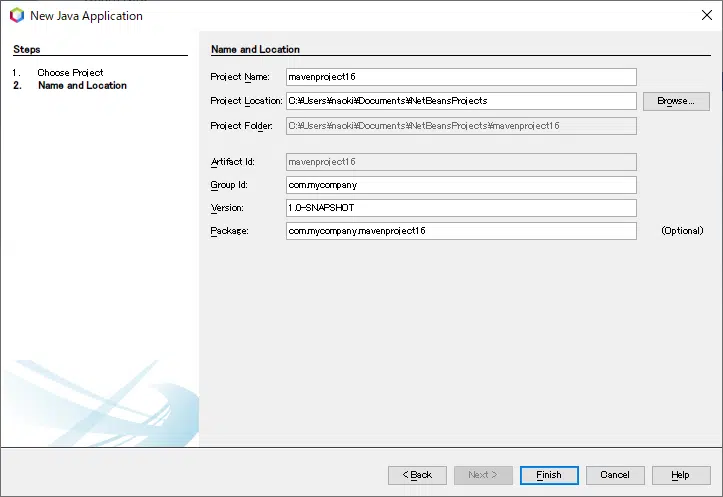 New Java Application
Steps
1. Choose Project
2. Name and Location
Name and Location
Project Name: mavenproject16
Project Location: C:¥Users¥naoki¥Documents¥NetBeansProjects Browse...
Project Folder: C:¥Users¥naoki¥Documents¥NetBeansProjects¥mavenproject16
Artifact Id: mavenproject16
Group Id: com.mycompany
Version: 1.0-SNAPSHOT
Package: com.mycompany.mavenproject16 (Optional)
< Back Next > Finish Cancel Help